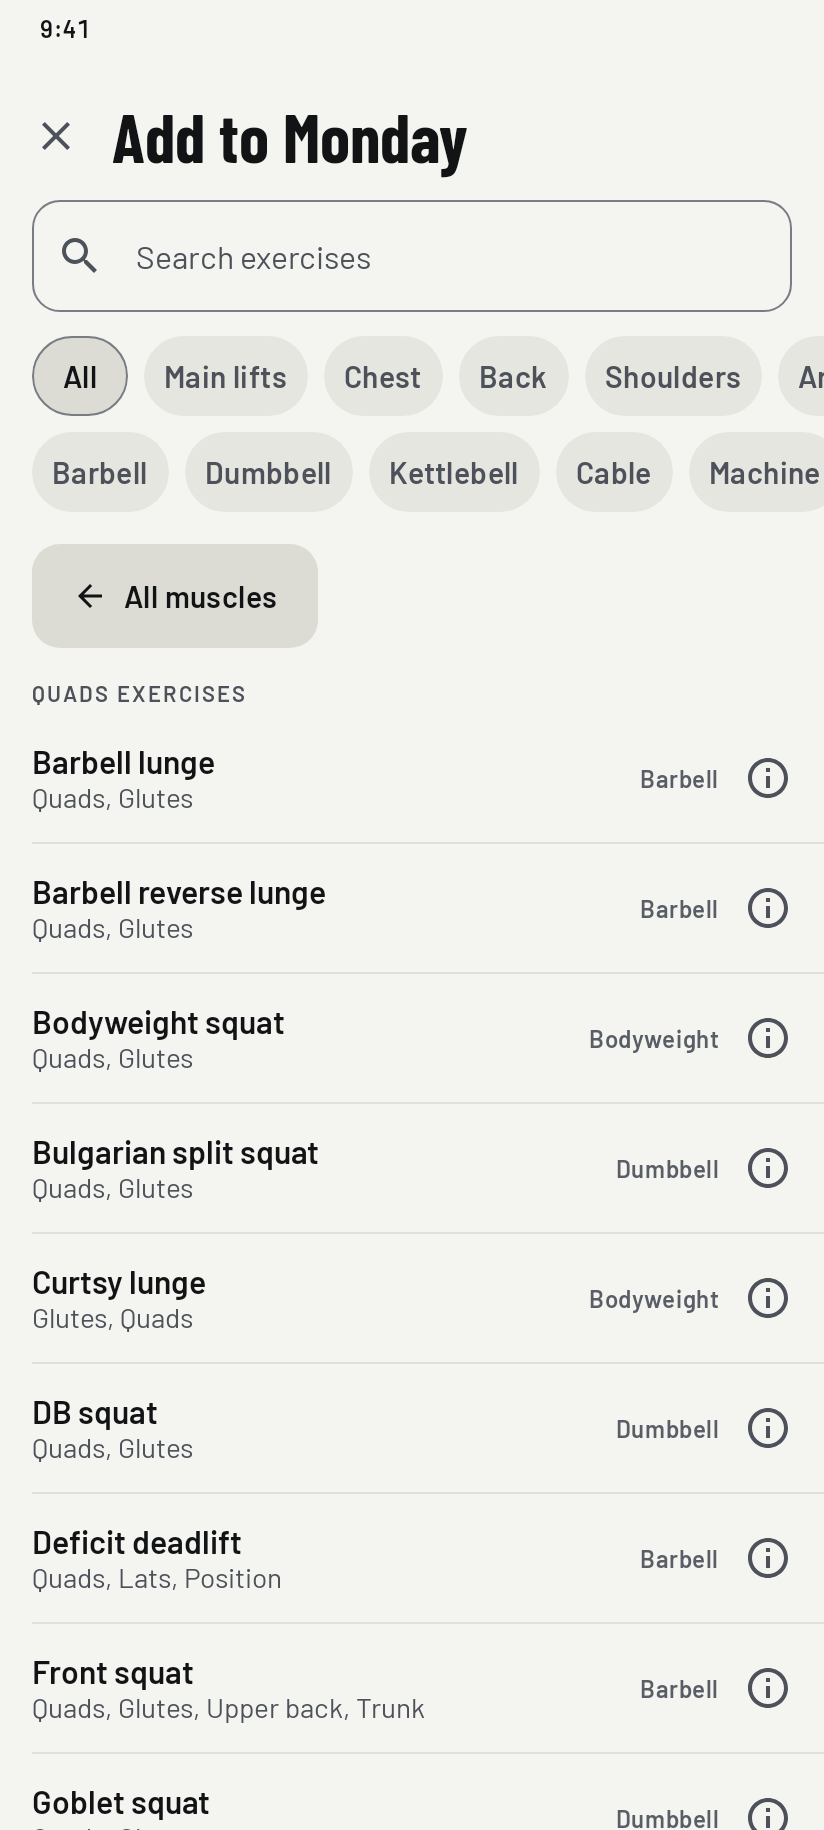 9:41
Add to Monday
Search exercises
All Main lifts Chest Back Shoulders
Barbell Dumbbell Kettlebell Cable Machine
All muscles
QUADS EXERCISES
Barbell lunge
Quads, Glutes
Barbell
Barbell reverse lunge
Quads, Glutes
Barbell
Bodyweight squat
Quads, Glutes
Bodyweight
Bulgarian split squat
Quads, Glutes
Dumbbell
Curtsy lunge
Glutes, Quads
Bodyweight
DB squat
Quads, Glutes
Dumbbell
Deficit deadlift
Quads, Lats, Position
Barbell
Front squat
Quads, Glutes, Upper back, Trunk
Barbell
Goblet squat
Dumbbell